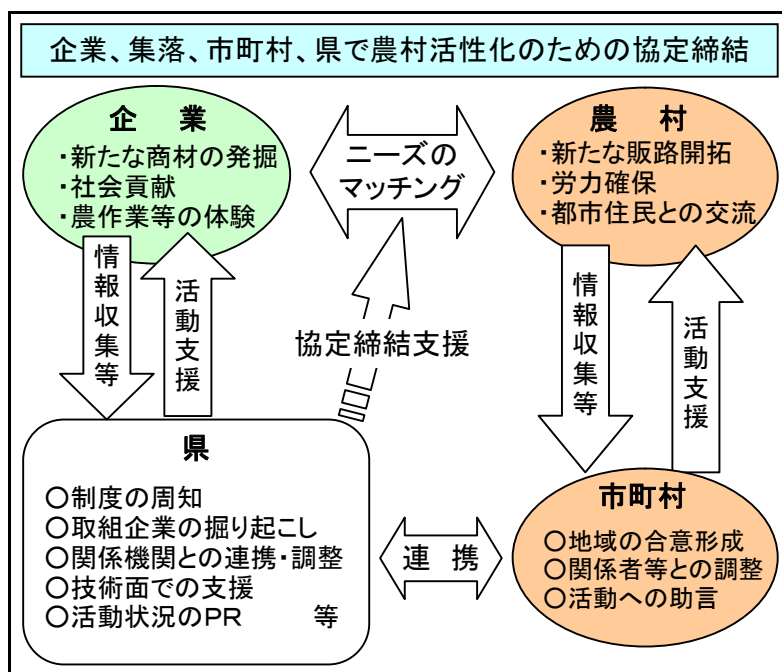 企業、集落、市町村、県で農村活性化のための協定締結
企　業
・新たな商材の発掘
・社会貢献
・農作業等の体験
ニーズの
マッチング
農　村
・新たな販路開拓
・労力確保
・都市住民との交流
情報収集等
活動支援
協定締結支援
情報収集等
活動支援
県
○制度の周知
○取組企業の掘り起こし
○関係機関との連携・調整
○技術面での支援
○活動状況のPR　　等
連　携
市町村
○地域の合意形成
○関係者等との調整
○活動への助言